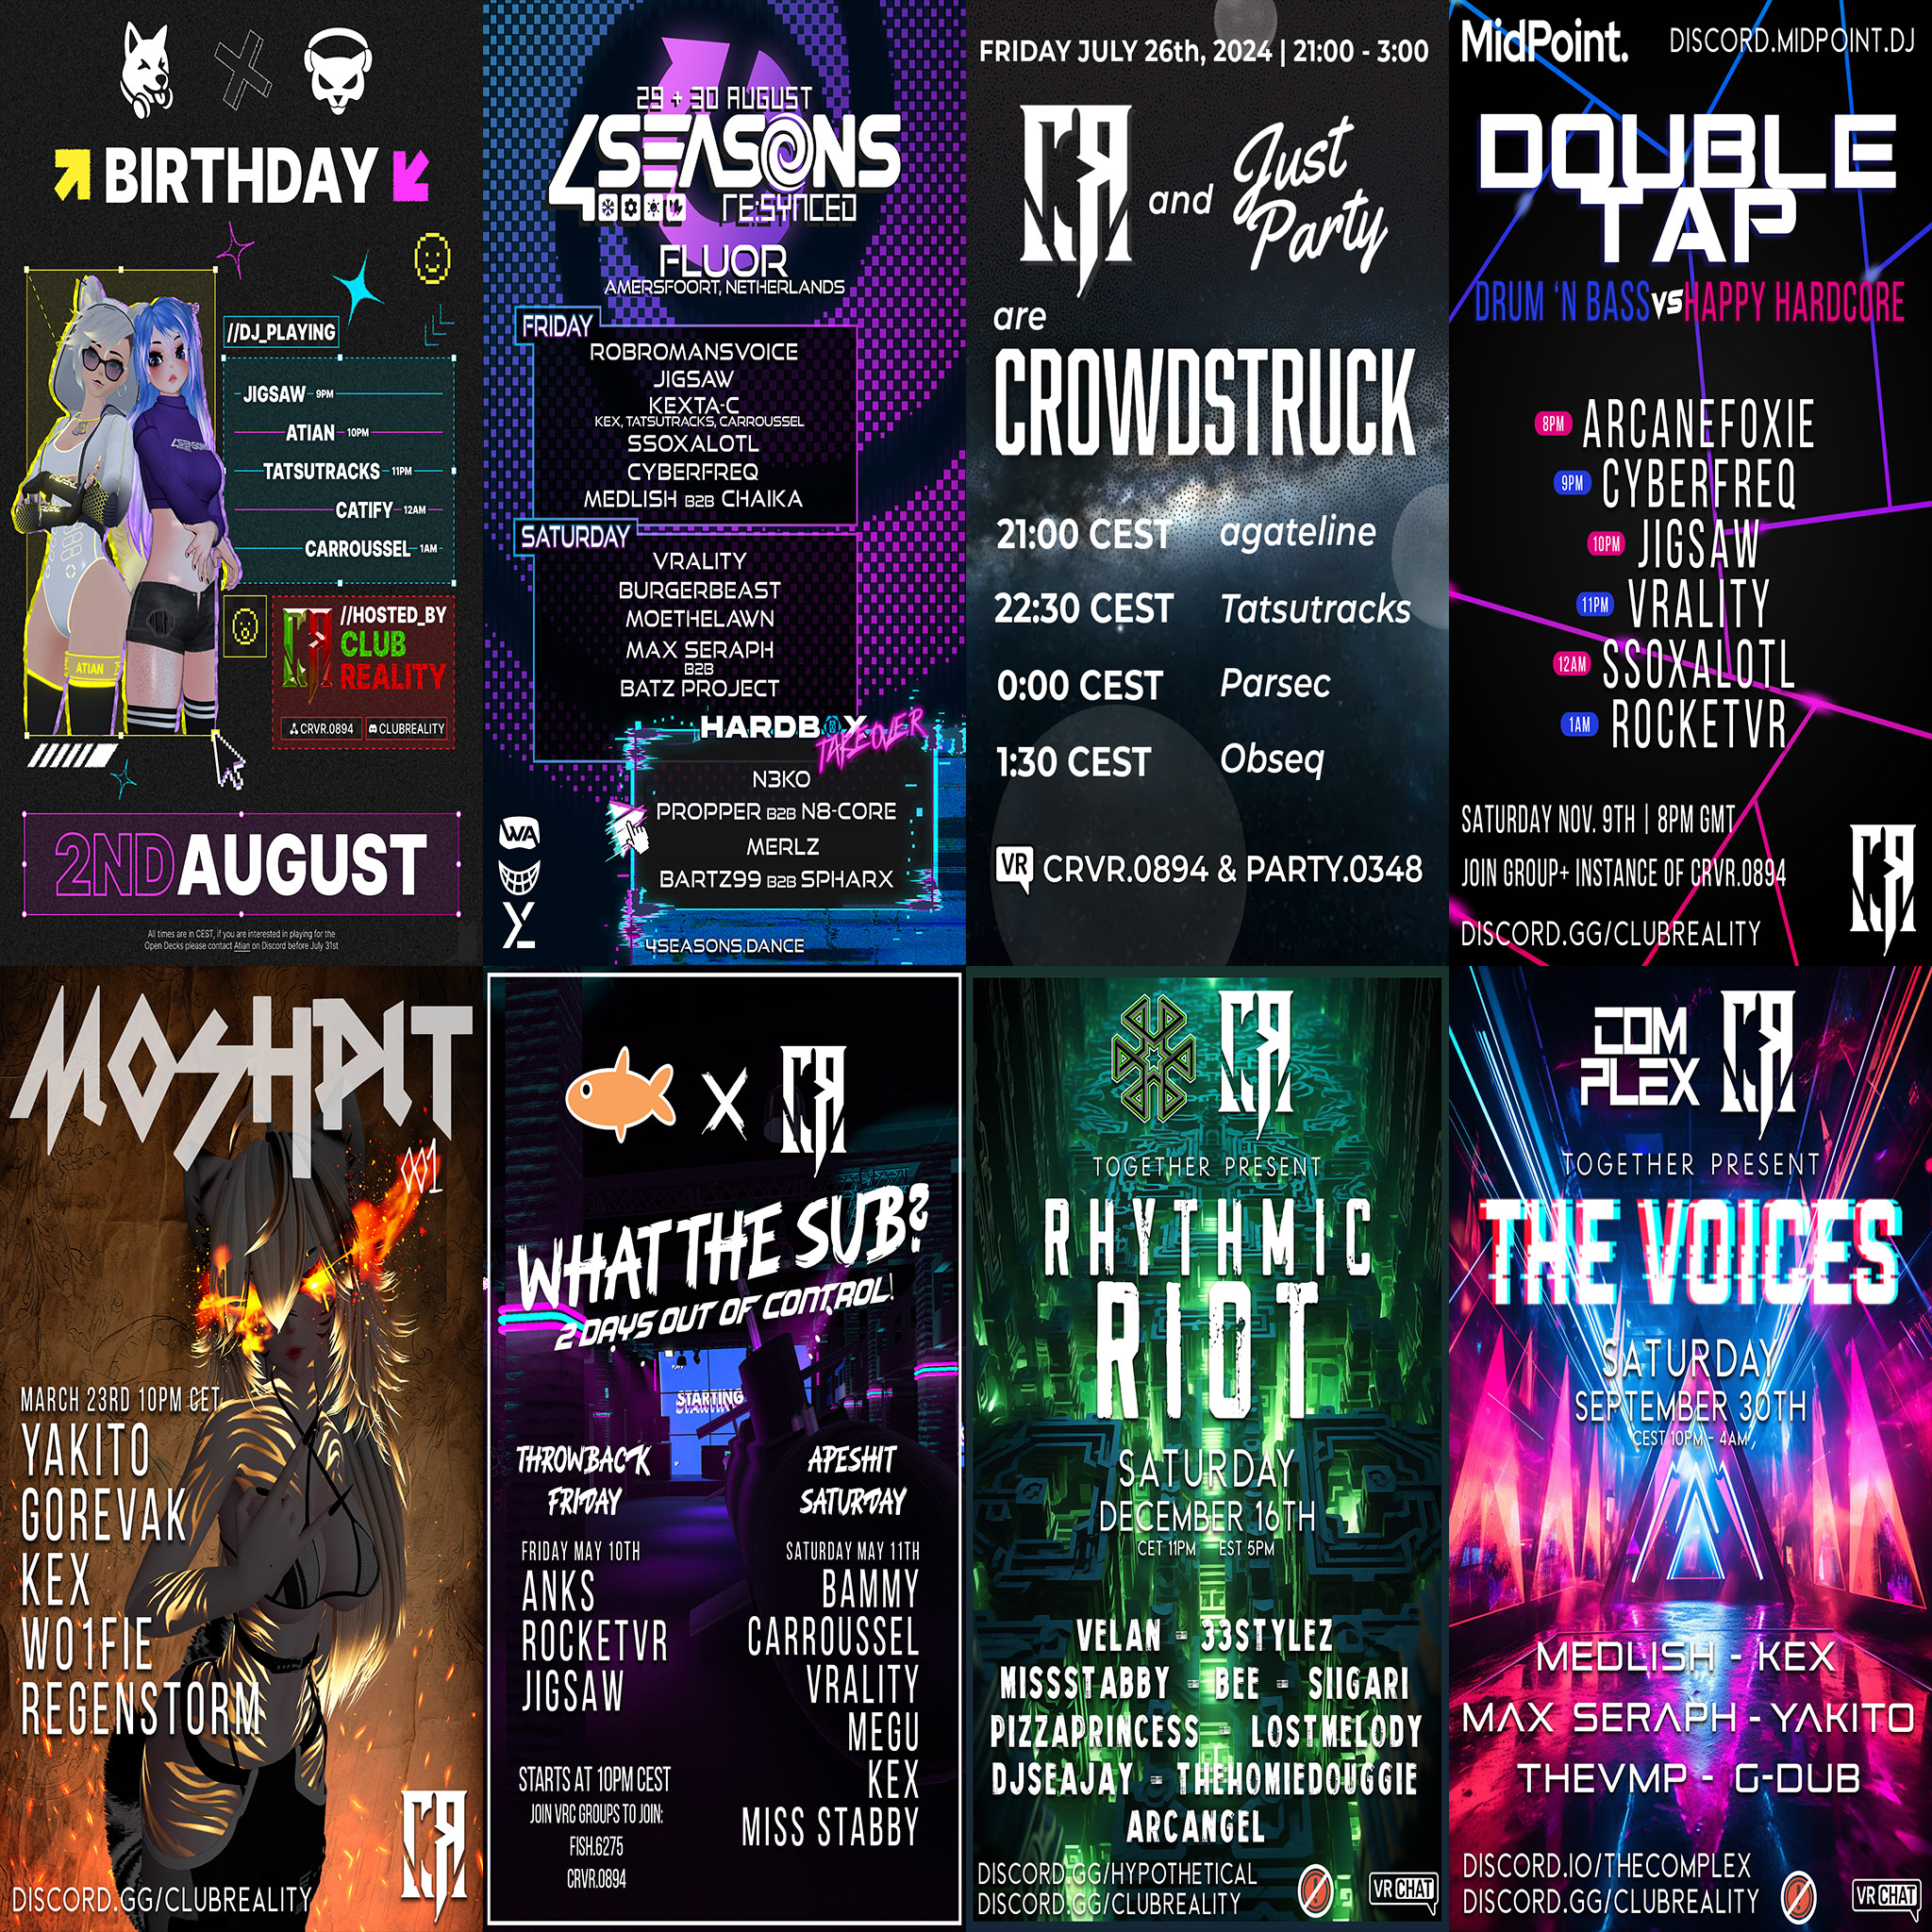 BIRTHDAY
//DJ_PLAYING
JIGSAW 9PM
ATIAN 10PM
TATSUTRACKS 11PM
CATIFY 12AM
CARROUSSEL 1AM
ATIAN
//HOSTED_BY
CLUB
REALITY
CRVR.0894 CLUBREALITY
2ND AUGUST
All times are in CEST, if you are interested in playing for the
Open Decks please contact Atian on Discord before July 31st
29 + 30 AUGUST
4SEASONS
RE:SYNCED
FLUOR
AMERSFOORT, NETHERLANDS
FRIDAY
ROBROMANSVOICE
JIGSAW
KEXTA-C
KEX, TATSUTRACKS, CARROUSSEL
SSOXALOTL
CYBERFREQ
MEDLISH B2B CHAIKA
SATURDAY
VRALITY
BURGERBEAST
MOETHELAWN
MAX SERAPH
B2B
BATZ PROJECT
HARDBOX
TAKEOVER
N3KO
PROPPER B2B N8-CORE
MERLZ
BARTZ99 B2B SPHARX
WA
4SEASONS.DANCE
FRIDAY JULY 26th, 2024 | 21:00 - 3:00
CR and Just
Party
are
CROWDSTRUCK
21:00 CEST agateline
22:30 CEST Tatsutracks
0:00 CEST Parsec
1:30 CEST Obseq
VR CRVR.0894 & PARTY.0348
MidPoint. DISCORD.MIDPOINT.DJ
DOUBLE
TAP
DRUM 'N BASS VS HAPPY HARDCORE
8PM ARCANEFOXIE
9PM CYBERFREQ
10PM JIGSAW
11PM VRALITY
12AM SSOXALOTL
1AM ROCKETVR
SATURDAY NOV. 9TH | 8PM GMT
JOIN GROUP+ INSTANCE OF CRVR.0894
DISCORD.GG/CLUBREALITY
CR
MOSHPIT
001
MARCH 23RD 10PM CET
YAKITO
GOREVAK
KEX
WO1FIE
REGENSTORM
CR
DISCORD.GG/CLUBREALITY
X CR
WHAT THE SUB?
2 DAYS OUT OF CONTROL!
STARTING
THROWBACK
FRIDAY
FRIDAY MAY 10TH
ANKS
ROCKETVR
JIGSAW
STARTS AT 10PM CEST
JOIN VRC GROUPS TO JOIN:
FISH.6275
CRVR.0894
APESHIT
SATURDAY
SATURDAY MAY 11TH
BAMMY
CARROUSSEL
VRALITY
MEGU
KEX
MISS STABBY
CR
TOGETHER PRESENT
RHYTHMIC
RIOT
SATURDAY
DECEMBER 16TH
CET 11PM EST 5PM
VELAN - 33STYLEZ
MISSSTABBY - BEE - SIIGARI
PIZZAPRINCESS - LOSTMELODY
DJSEAJAY - THEHOMIEDOUGGIE
ARCANGEL
DISCORD.GG/HYPOTHETICAL
DISCORD.GG/CLUBREALITY
VRCHAT
COM
PLEX CR
TOGETHER PRESENT
THE VOICES
SATURDAY
SEPTEMBER 30TH
CEST 10PM - 4AM
MEDLISH - KEX
MAX SERAPH - YAKITO
THEVMP - G-DUB
DISCORD.IO/THECOMPLEX
DISCORD.GG/CLUBREALITY
VRCHAT